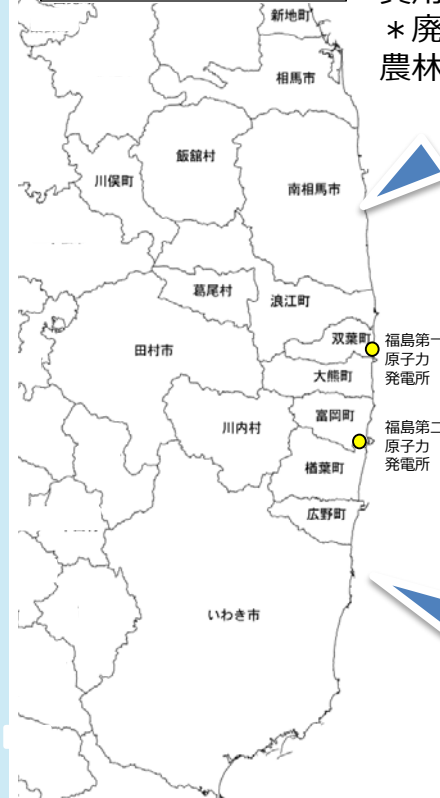 ＊廃
農林
新地町
相馬市
飯舘村
川俣町
南相馬市
葛尾村
浪江町
双葉町
田村市
大熊町
福島第一
原子力
発電所
富岡町
川内村
福島第二
原子力
発電所
楢葉町
広野町
いわき市